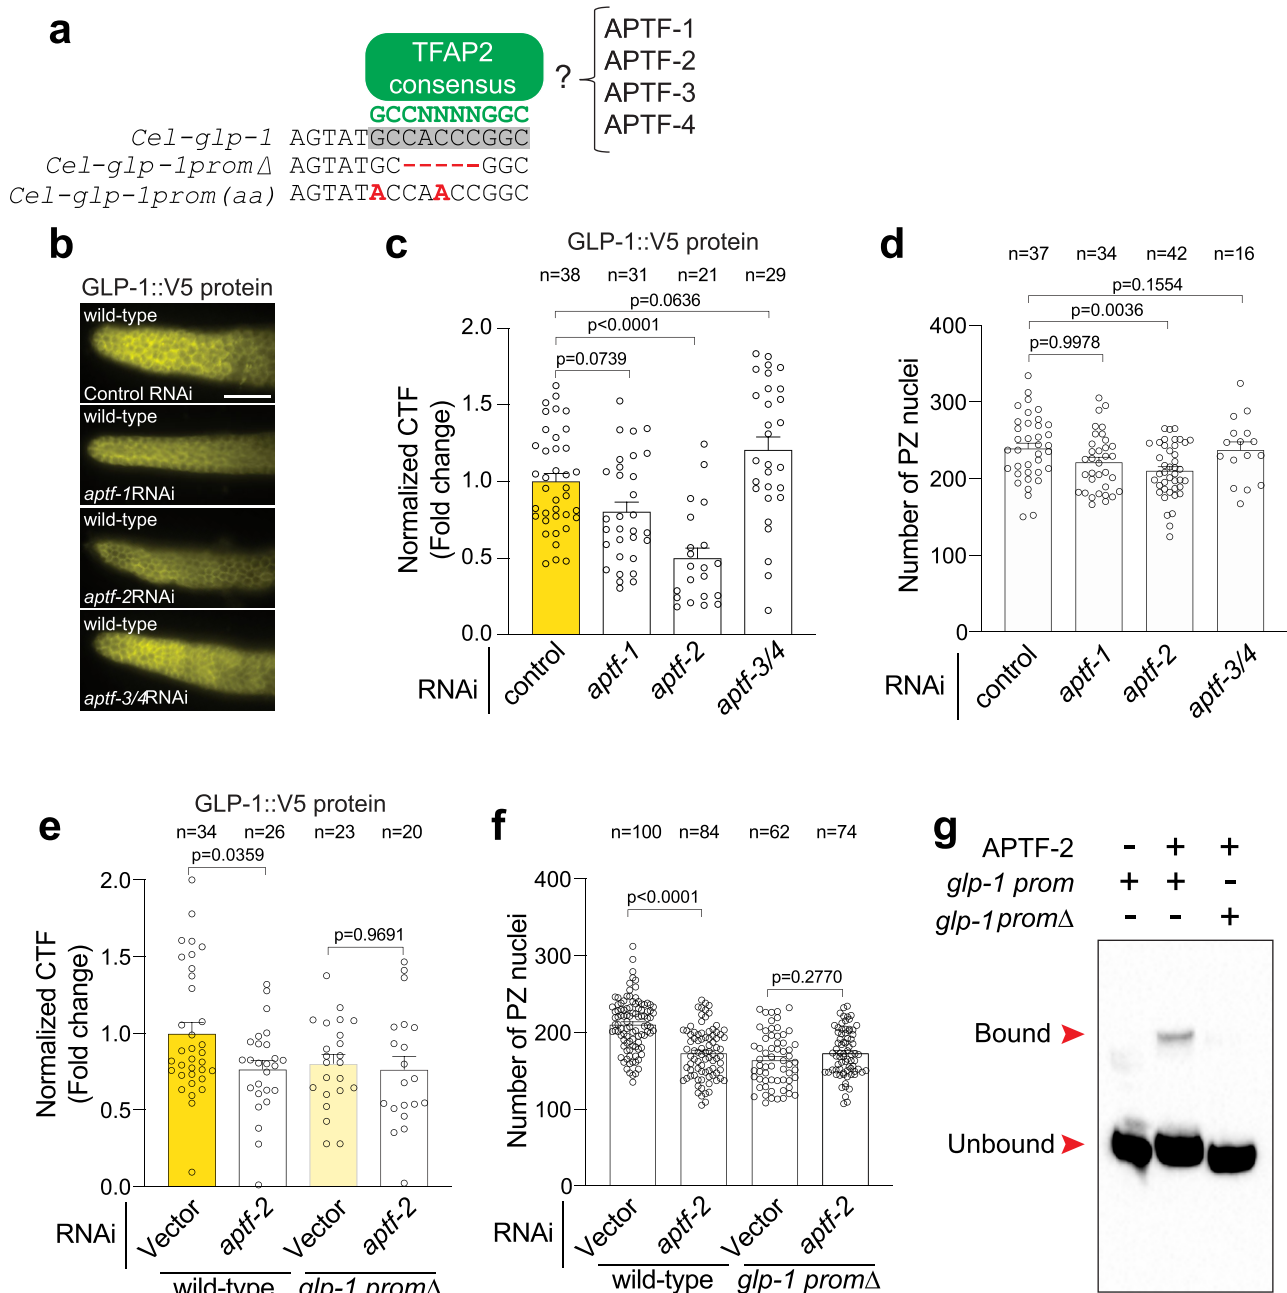 a
TFAP2
consensus
?
APTF-1
APTF-2
APTF-3
APTF-4
GCCNNNNGGC
Cel-glp-1 AGTATGCCACCCGGC
Cel-glp-1promΔ AGTATGC-----GGC
Cel-glp-1prom(aa) AGTATACCAACCGGC
b
GLP-1::V5 protein
wild-type
Control RNAi
wild-type
aptf-1RNAi
wild-type
aptf-2RNAi
wild-type
aptf-3/4RNAi
c
GLP-1::V5 protein
n=38 n=31 n=21 n=29
p=0.0636
p<0.0001
p=0.0739
Normalized CTF
(Fold change)
2.0
1.5
1.0
0.5
0.0
RNAi
control aptf-1 aptf-2 aptf-3/4
d
n=37 n=34 n=42 n=16
p=0.1554
p=0.0036
p=0.9978
Number of PZ nuclei
400
300
200
100
0
RNAi
control aptf-1 aptf-2 aptf-3/4
e
GLP-1::V5 protein
n=34 n=26 n=23 n=20
p=0.0359
p=0.9691
Normalized CTF
(Fold change)
2.0
1.5
1.0
0.5
0.0
RNAi
Vector aptf-2 Vector aptf-2
wild-type glp-1 promΔ
f
n=100 n=84 n=62 n=74
p<0.0001
p=0.2770
Number of PZ nuclei
400
300
200
100
0
RNAi
Vector aptf-2 Vector aptf-2
wild-type glp-1 promΔ
g
APTF-2 - + +
glp-1 prom + + -
glp-1 promΔ - - +
Bound
Unbound